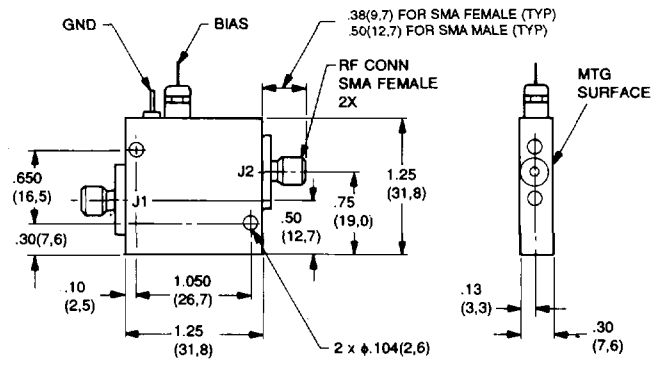 .38(9,7) FOR SMA FEMALE (TYP)
.50(12,7) FOR SMA MALE (TYP)
GND
BIAS
RF CONN
SMA FEMALE
2X
MTG
SURFACE
J2
J1
.650
(16,5)
.30(7,6)
1.25
(31,8)
.75
(19,0)
.50
(12,7)
.10
(2,5)
1.050
(26,7)
1.25
(31,8)
2 x ϕ.104(2,6)
.13
(3,3)
.30
(7,6)